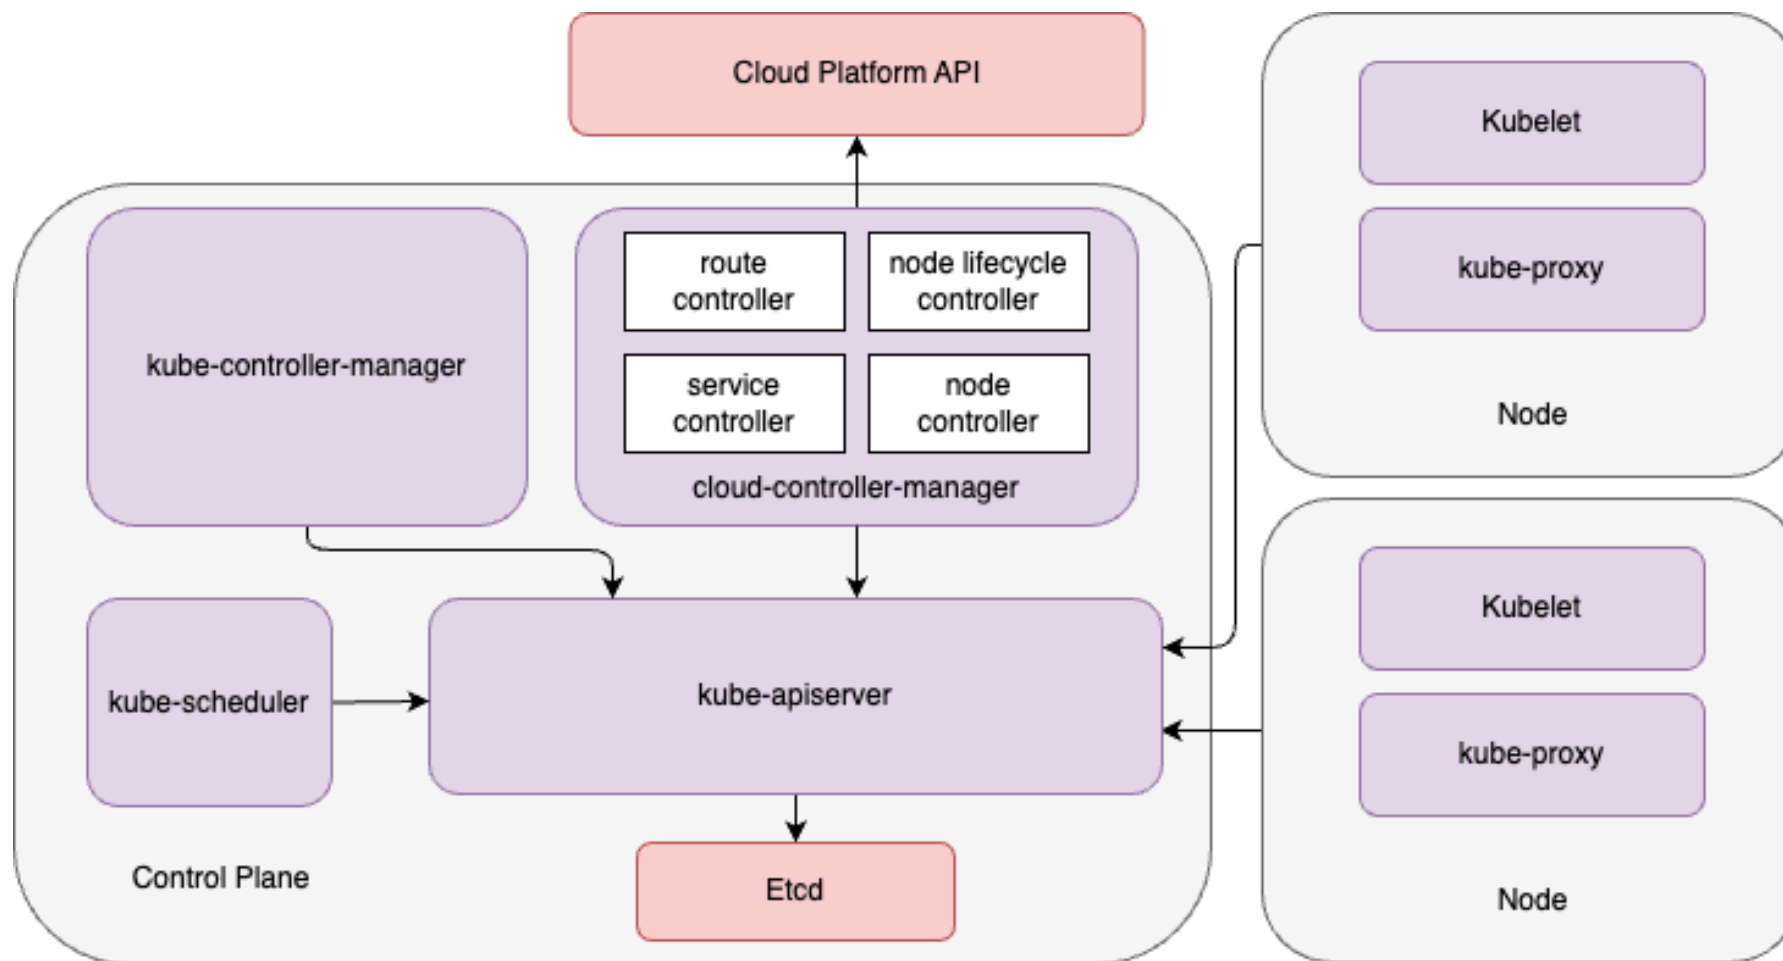 Cloud Platform API
kube-controller-manager
route
controller
node lifecycle
controller
service
controller
node
controller
cloud-controller-manager
kube-scheduler
kube-apiserver
Etcd
Control Plane
Kubelet
kube-proxy
Node
Kubelet
kube-proxy
Node